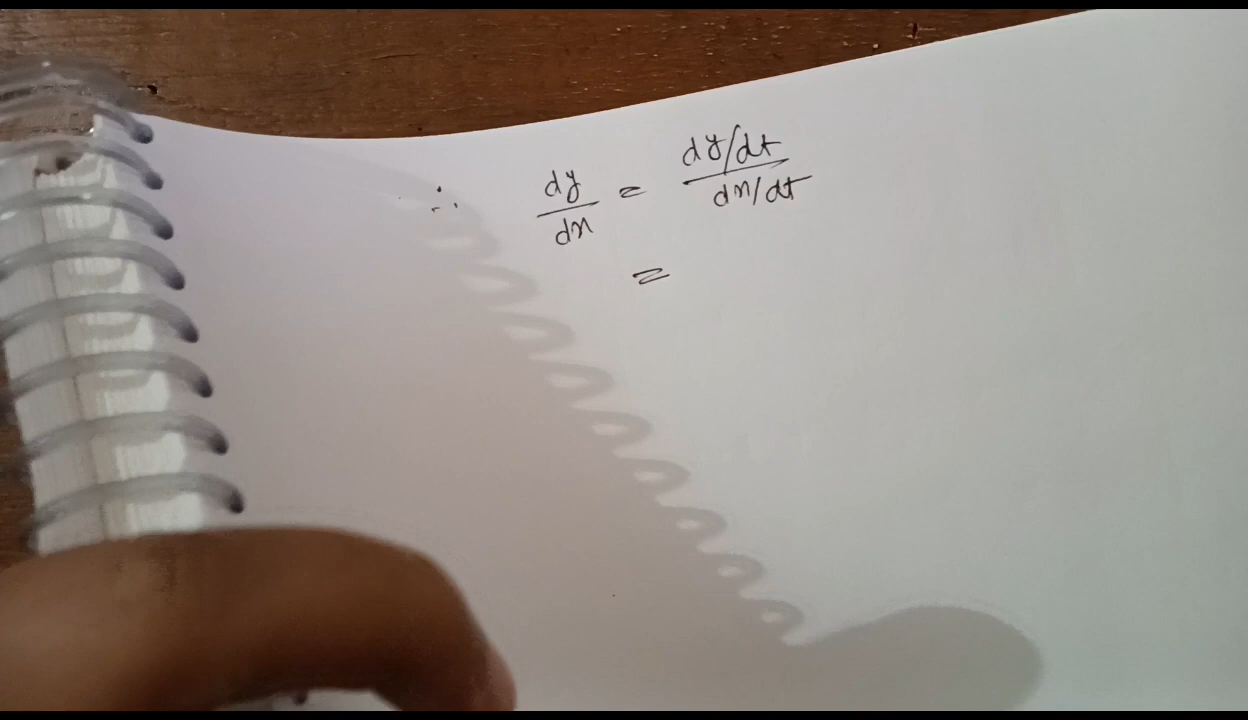 ∴ dy/dx = (dy/dt)/(dx/dt)
=